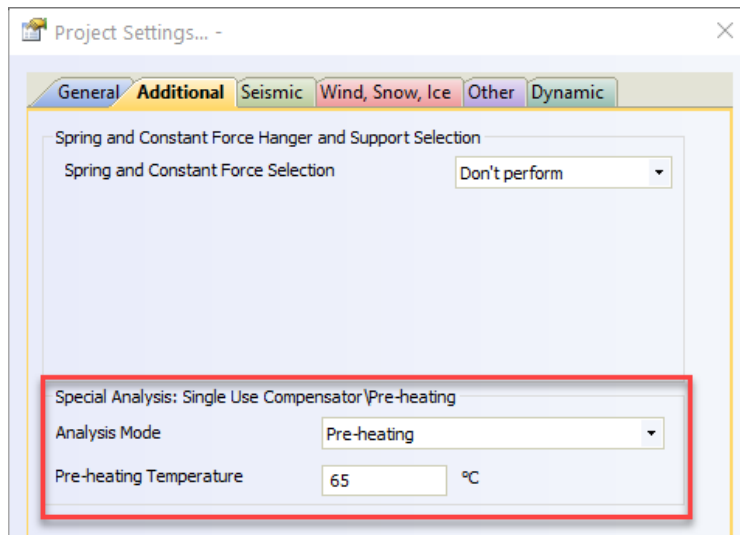 Project Settings... -
General Additional Seismic Wind, Snow, Ice Other Dynamic
Spring and Constant Force Hanger and Support Selection
Spring and Constant Force Selection Don't perform
Special Analysis: Single Use Compensator\Pre-heating
Analysis Mode Pre-heating
Pre-heating Temperature 65 ºC